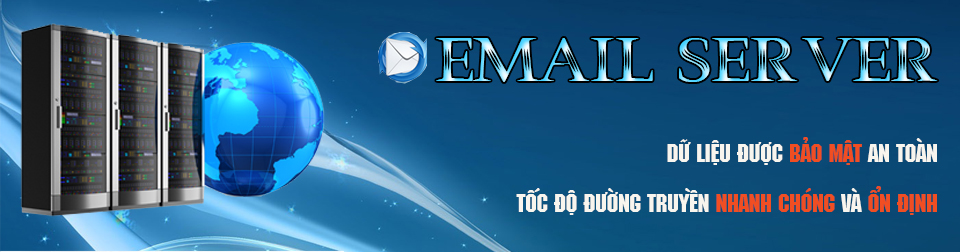 EMAIL SERVER
DỮ LIỆU ĐƯỢC BẢO MẬT AN TOÀN
TỐC ĐỘ ĐƯỜNG TRUYỀN NHANH CHÓNG VÀ ỔN ĐỊNH